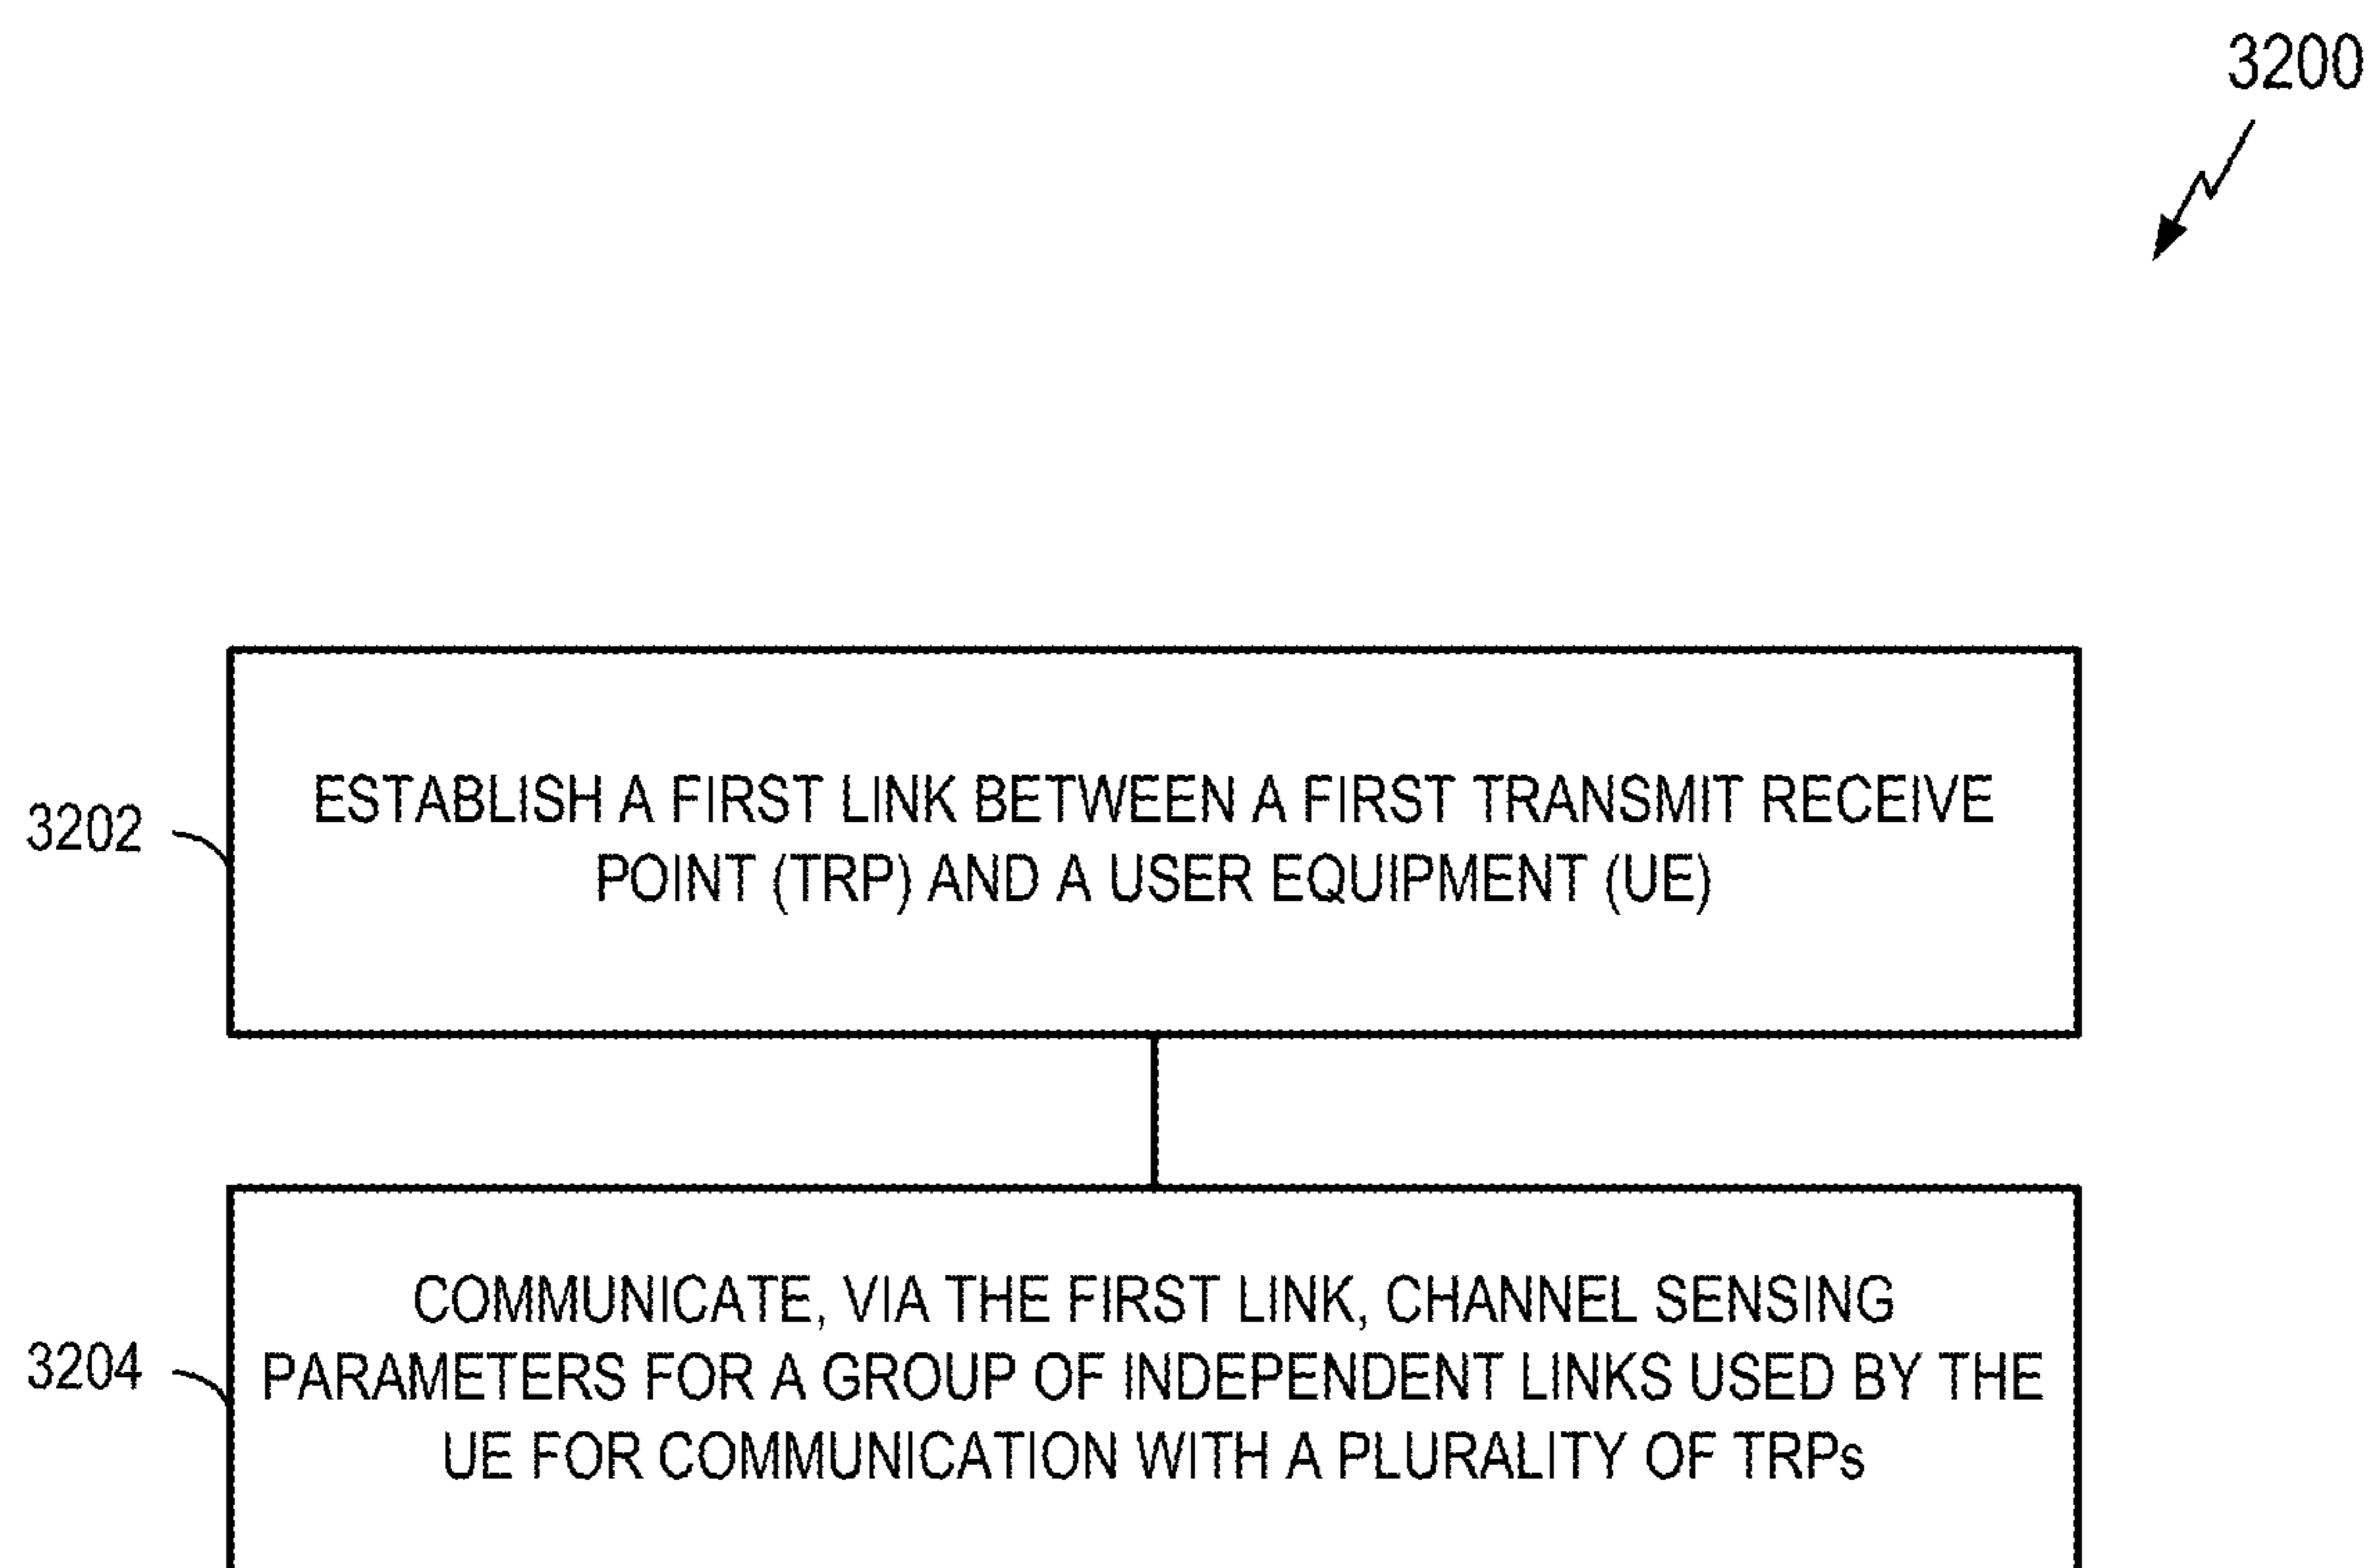 3200
3202
ESTABLISH A FIRST LINK BETWEEN A FIRST TRANSMIT RECEIVE
POINT (TRP) AND A USER EQUIPMENT (UE)
3204
COMMUNICATE, VIA THE FIRST LINK, CHANNEL SENSING
PARAMETERS FOR A GROUP OF INDEPENDENT LINKS USED BY THE
UE FOR COMMUNICATION WITH A PLURALITY OF TRPs